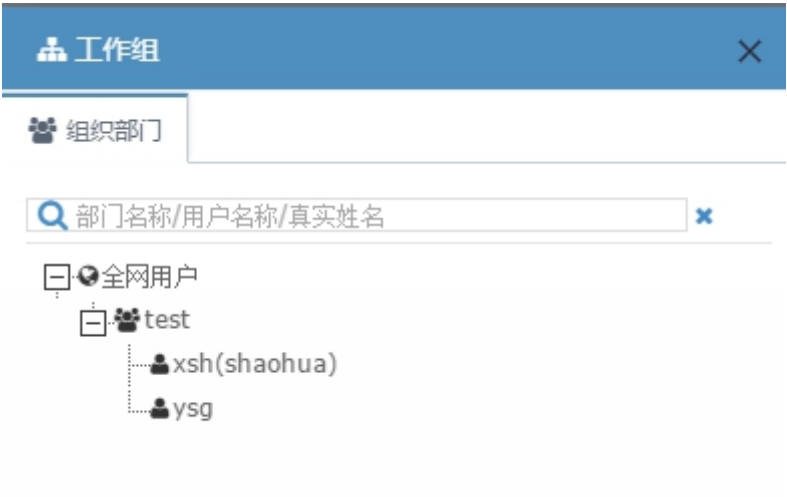 工作组
组织部门
部门名称/用户名称/真实姓名
全网用户
test
xsh(shaohua)
ysg